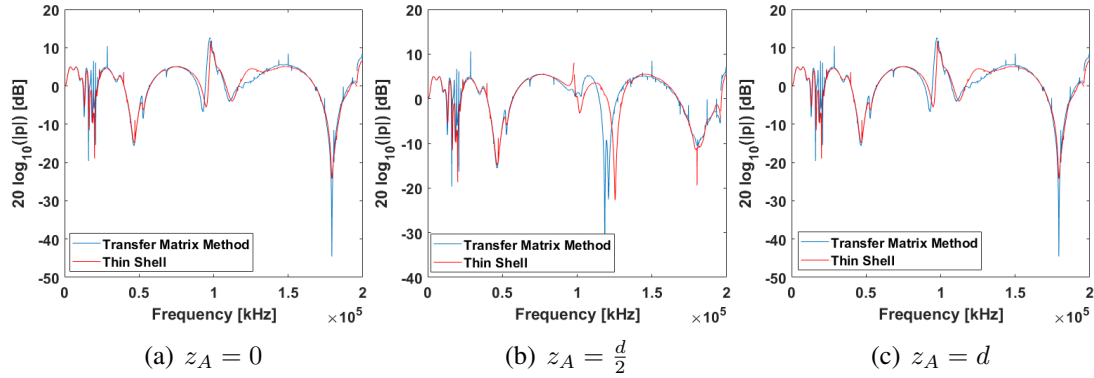 20
10
0
-10
-20
-30
-40
-50
20 log10(|p|) [dB]
Transfer Matrix Method
Thin Shell
0 0.5 1 1.5 2
Frequency [kHz]
×10^5
(a) z_A = 0
20
10
0
-10
-20
-30
-40
20 log10(|p|) [dB]
Transfer Matrix Method
Thin Shell
0 0.5 1 1.5 2
Frequency [kHz]
×10^5
(b) z_A = d/2
20
10
0
-10
-20
-30
-40
-50
20 log10(|p|) [dB]
Transfer Matrix Method
Thin Shell
0 0.5 1 1.5 2
Frequency [kHz]
×10^5
(c) z_A = d